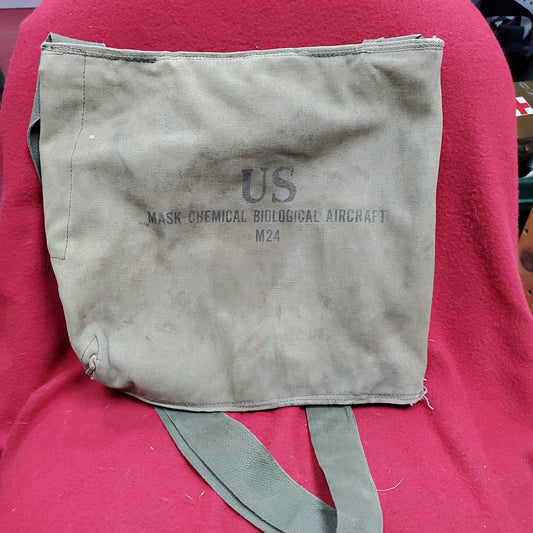 US
MASK CHEMICAL BIOLOGICAL AIRCRAFT
M24